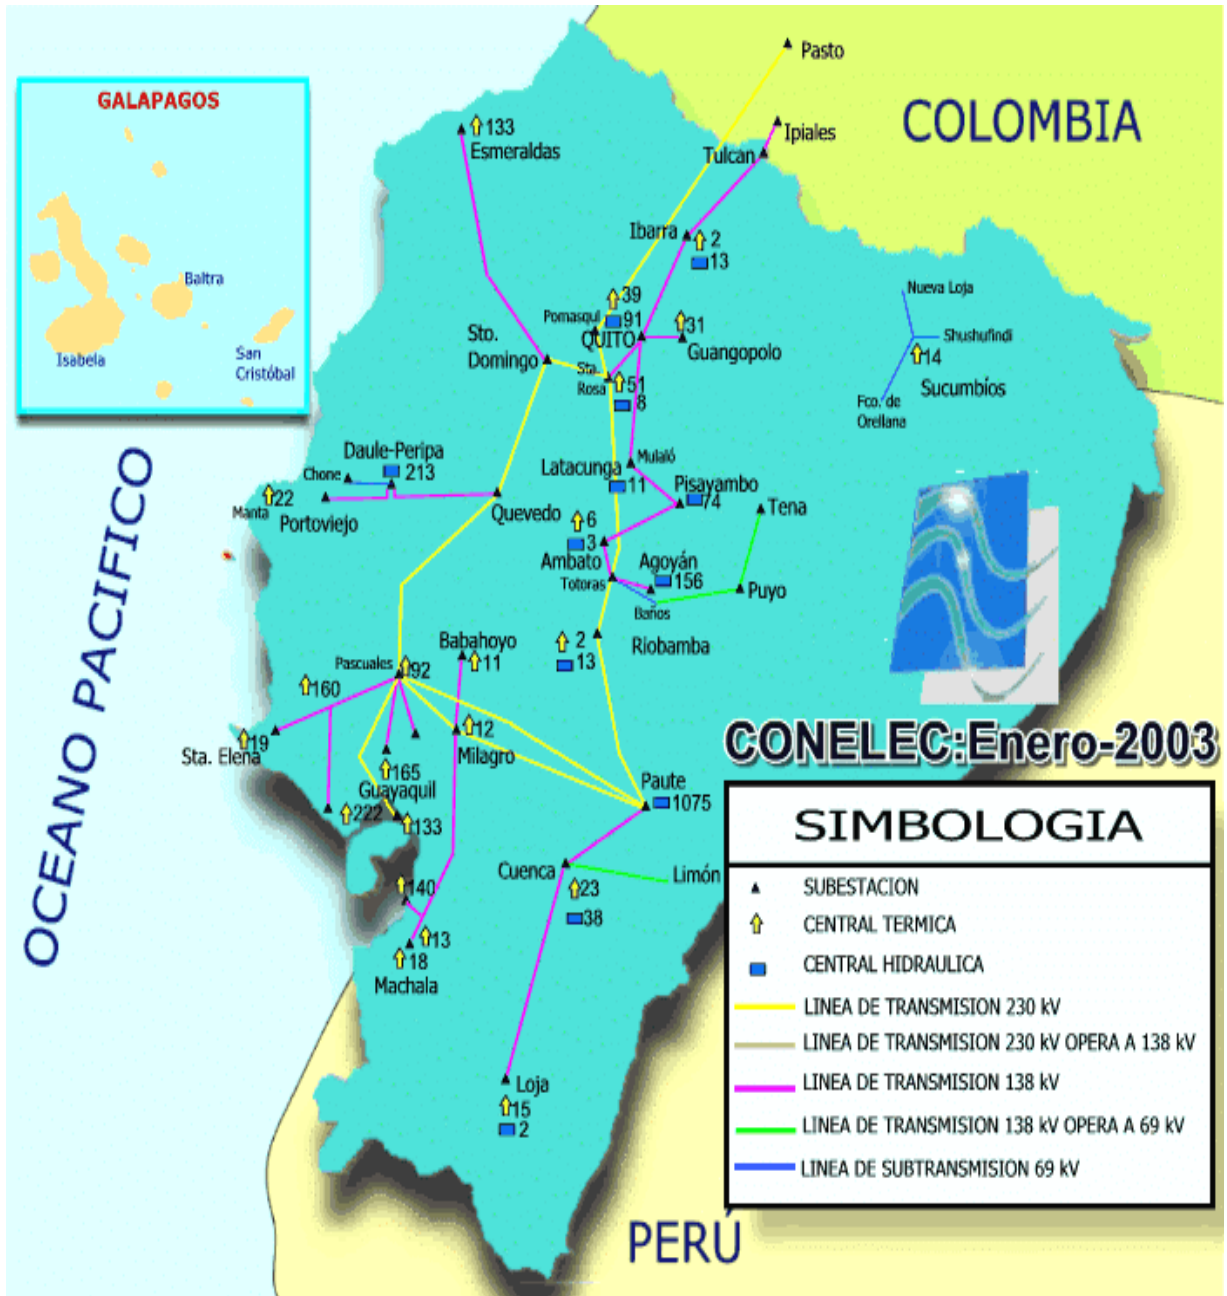 GALAPAGOS
Baltra
Isabela
San
Cristóbal
OCEANO PACIFICO
COLOMBIA
PERÚ
Pasto
Ipiales
Tulcan
133
Esmeraldas
Ibarra
2
13
39
91
Pomasqui
QUITO
31
Guangopolo
Sto.
Domingo
Sta.
Rosa
51
8
Nueva Loja
Shushufindi
14
Sucumbíos
Fco. de
Orellana
Daule-Peripa
Chone
213
22
Manta
Portoviejo
Quevedo
Latacunga
11
Mulaló
Pisayambo
74
Tena
6
3
Ambato
Totoras
Agoyán
156
Baños
Puyo
2
13
Riobamba
Babahoyo
11
Pascuales
92
160
19
Sta. Elena
12
Milagro
165
Guayaquil
222
133
Paute
1075
Cuenca
23
38
Limón
140
13
18
Machala
Loja
15
2
CONELEC:Enero-2003
SIMBOLOGIA
SUBESTACION
CENTRAL TERMICA
CENTRAL HIDRAULICA
LINEA DE TRANSMISION 230 kV
LINEA DE TRANSMISION 230 kV OPERA A 138 kV
LINEA DE TRANSMISION 138 kV
LINEA DE TRANSMISION 138 kV OPERA A 69 kV
LINEA DE SUBTRANSMISION 69 kV